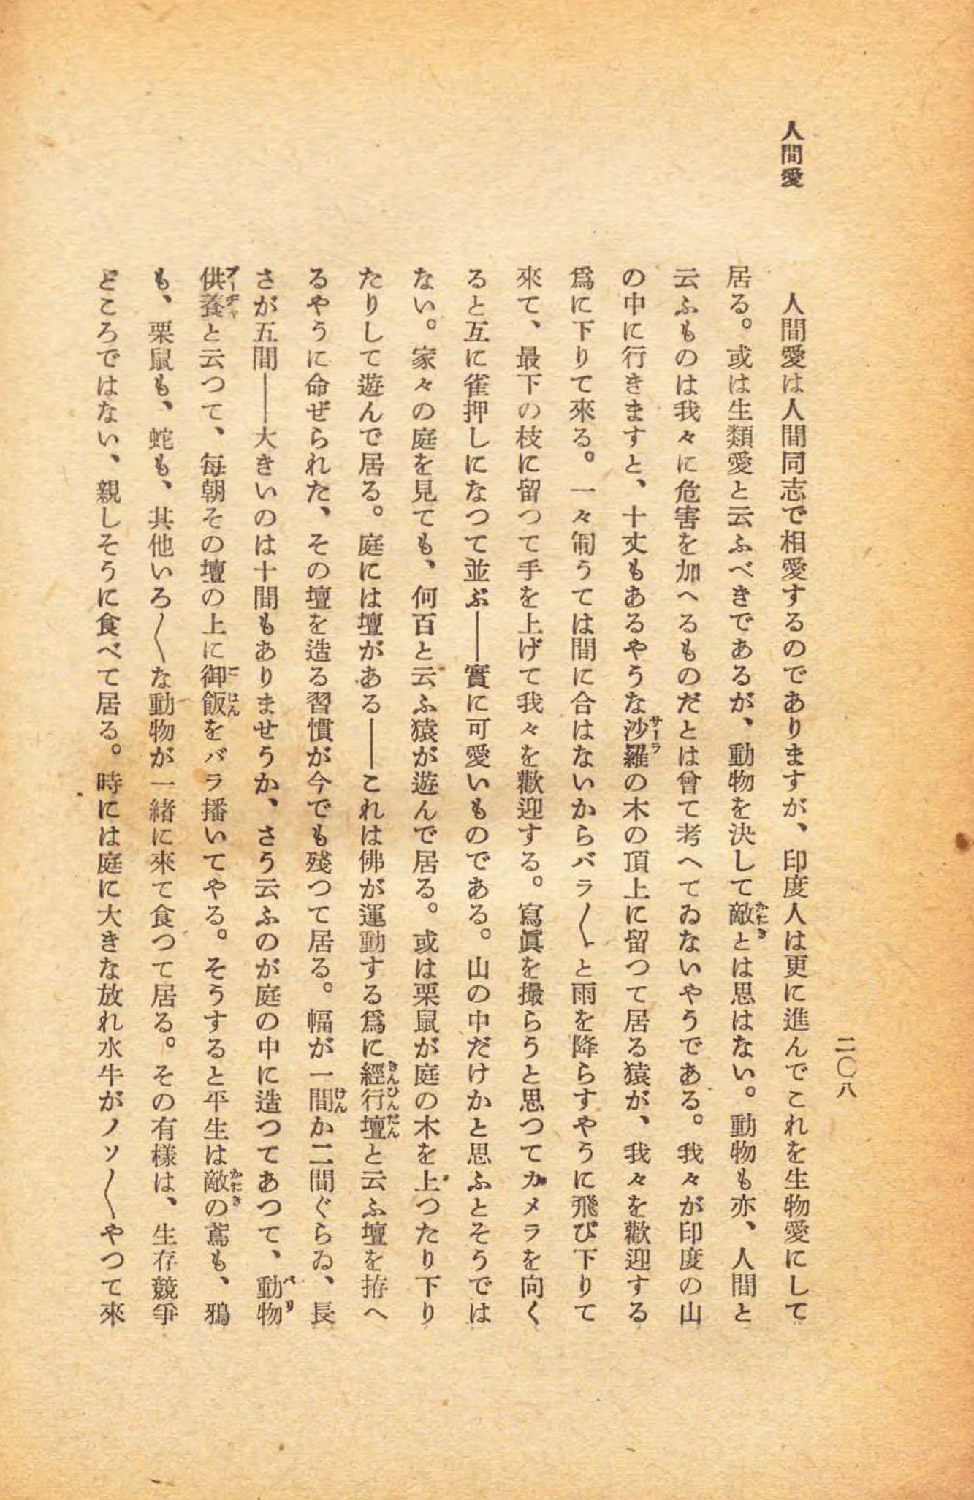 二〇八
人間愛
人間愛は人間同志で相愛するのでありますが、印度人は更に進んでこれを生物愛にして
居る。或は生類愛と云ふべきであるが、動物を決して敵とは思はない。動物も亦、人間と
云ふものは我々に危害を加へるものだとは曾て考へてゐないやうである。我々が印度の山
の中に行きますと、十丈もあるやうな沙羅の木の頂上に留つて居る猿が、我々を歡迎する
爲に下りて來る。一々匍うては間に合はないからバラ〱と雨を降らすやうに飛び下りて
來て、最下の枝に留つて手を上げて我々を歡迎する。寫眞を撮らうと思つてカメラを向く
ると互に雀押しになつて並ぶ――實に可愛いものである。山の中だけかと思ふとそうでは
ない。家々の庭を見ても、何百と云ふ猿が遊んで居る。或は栗鼠が庭の木を上つたり下り
たりして遊んで居る。庭には壇がある――これは佛が運動する爲に經行壇と云ふ壇を拵へ
るやうに命ぜられた、その壇を造る習慣が今でも残つて居る。幅が一間か二間ぐらゐ、長
さが五間――大きいのは十間もありませうか、さう云ふのが庭の中に造つてあつて、動物
供養と云つて、毎朝その壇の上に御飯をバラ播いてやる。そうすると平生は敵の鳶も、鴉
も、栗鼠も、蛇も、其他いろ〱な動物が一緒に來て食つて居る。その有樣は、生存競爭
どころではない、親しそうに食べて居る。時には庭に大きな放れ水牛がノソ〱やつて來